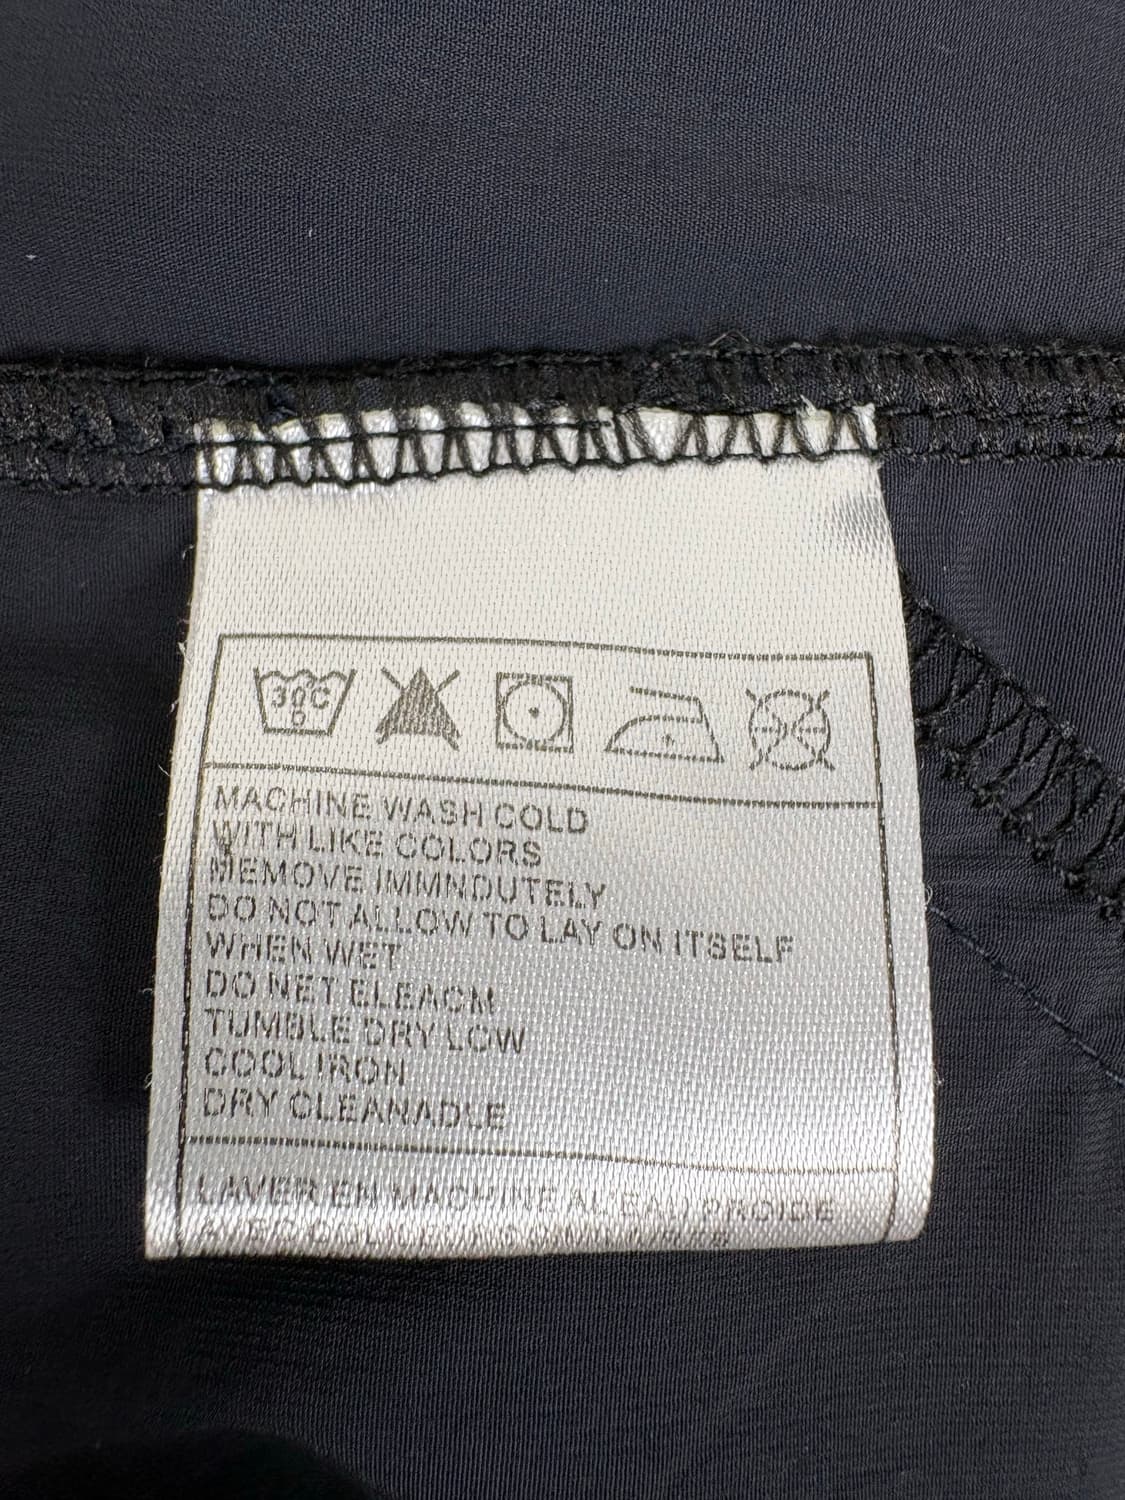 30°C
MACHINE WASH COLD
WITH LIKE COLORS
MEMOVE IMMNDUTELY
DO NOT ALLOW TO LAY ON ITSELF
WHEN WET
DO NET ELEACM
TUMBLE DRY LOW
COOL IRON
DRY CLEANADLE
LAVER EN MACHINE